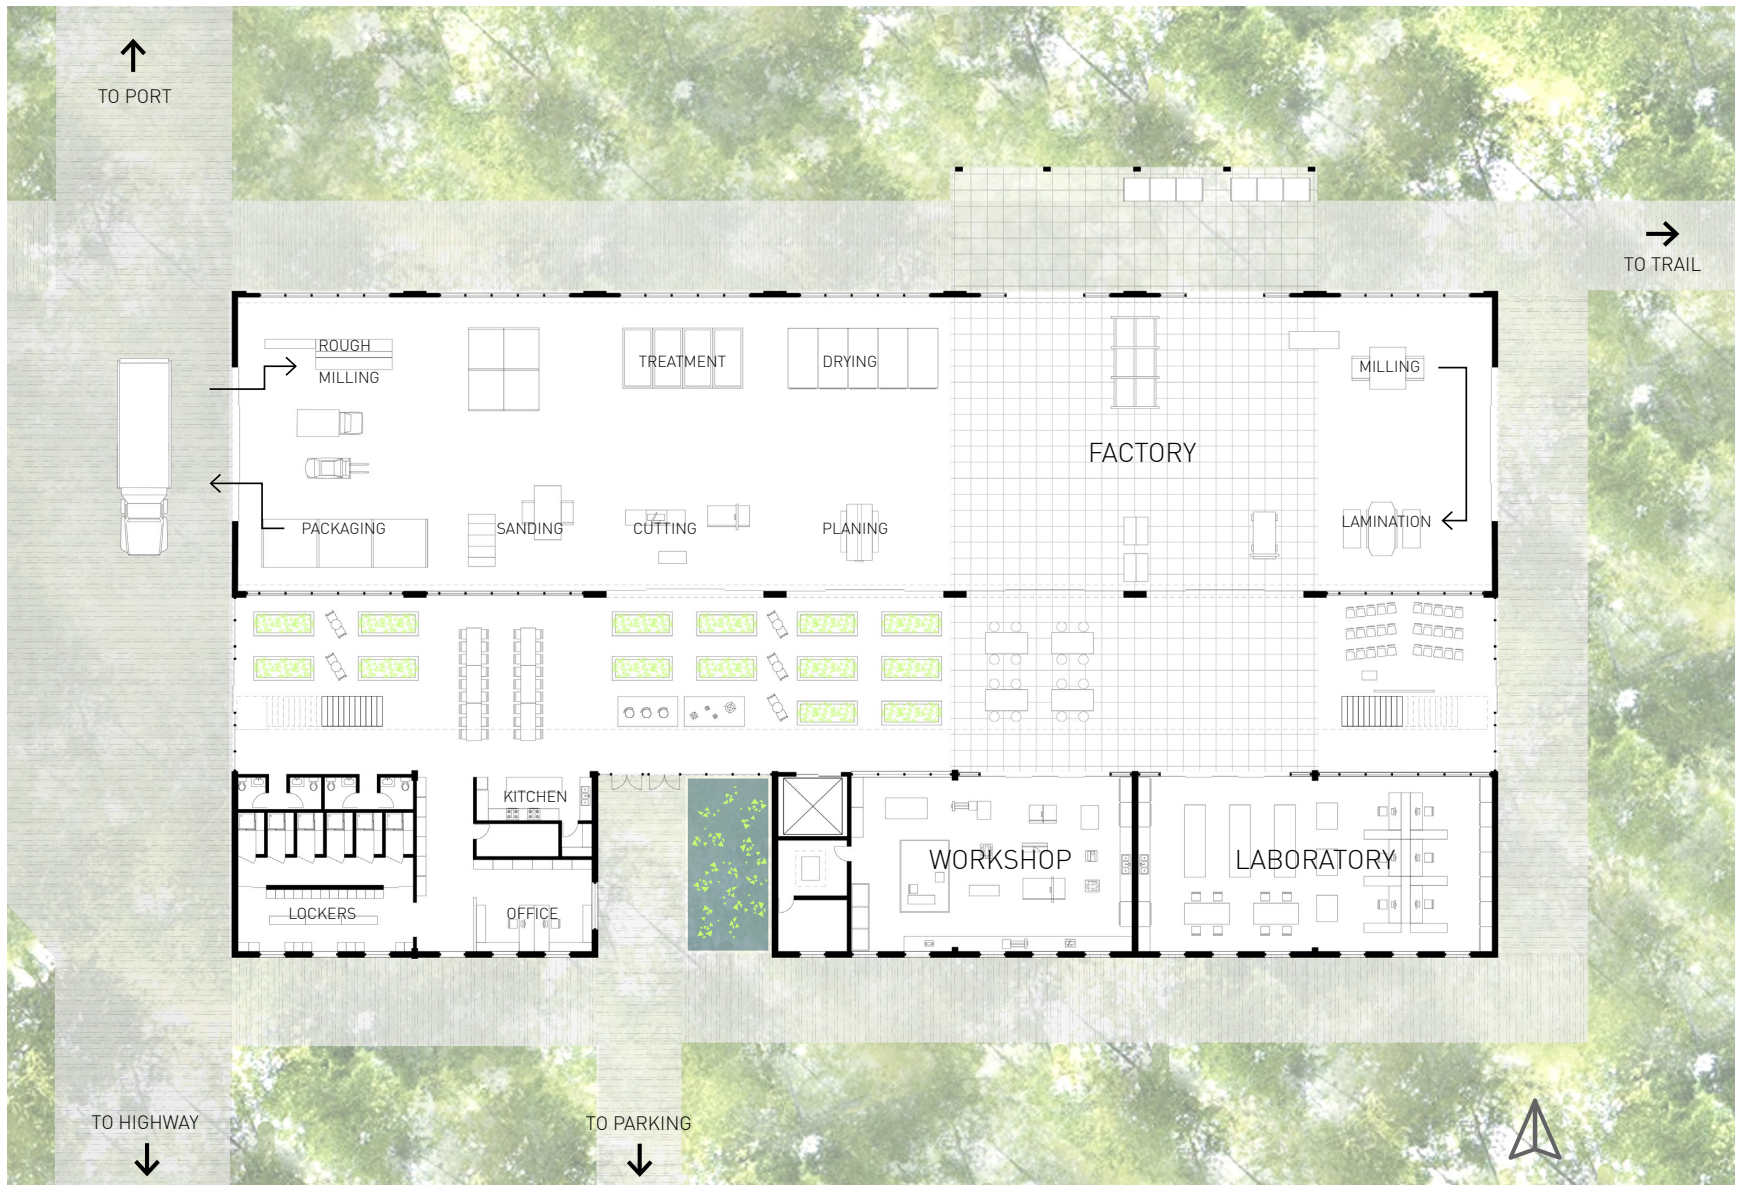 TO PORT
TO TRAIL
ROUGH
MILLING
TREATMENT
DRYING
MILLING
FACTORY
PACKAGING
SANDING
CUTTING
PLANING
LAMINATION
KITCHEN
WORKSHOP
LABORATORY
LOCKERS
OFFICE
TO HIGHWAY
TO PARKING